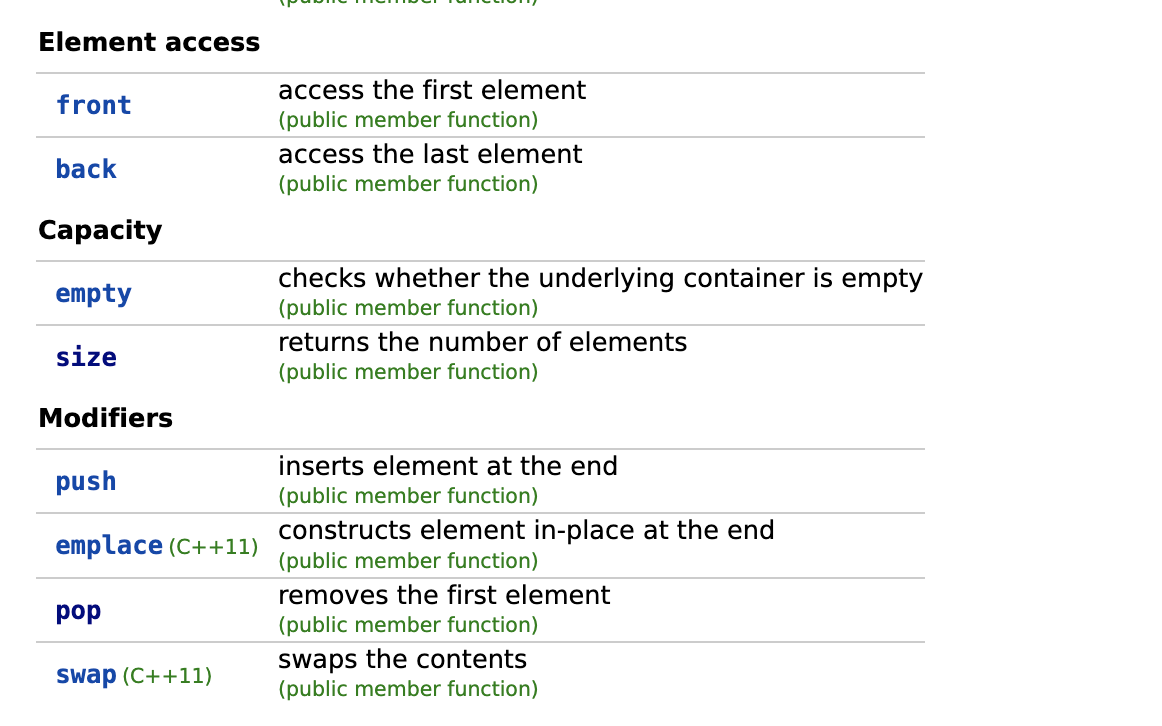 (public member function)
Element access
front
access the first element
(public member function)
back
access the last element
(public member function)
Capacity
empty
checks whether the underlying container is empty
(public member function)
size
returns the number of elements
(public member function)
Modifiers
push
inserts element at the end
(public member function)
emplace (C++11)
constructs element in-place at the end
(public member function)
pop
removes the first element
(public member function)
swap (C++11)
swaps the contents
(public member function)